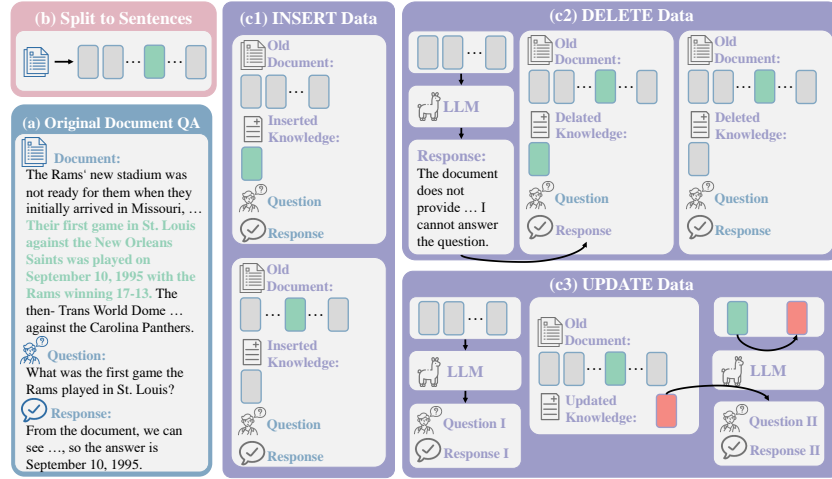 (b) Split to Sentences
...
...
(a) Original Document QA
Document:
The Rams' new stadium was
not ready for them when they
initially arrived in Missouri, …
Their first game in St. Louis
against the New Orleans
Saints was played on
September 10, 1995 with the
Rams winning 17-13. The
then- Trans World Dome …
against the Carolina Panthers.
Question:
What was the first game the
Rams played in St. Louis?
Response:
From the document, we can
see …, so the answer is
September 10, 1995.
(c1) INSERT Data
Old
Document:
...
Inserted
Knowledge:
Question
Response
Old
Document:
...
...
Inserted
Knowledge:
Question
Response
(c2) DELETE Data
...
LLM
Response:
The document
does not
provide … I
cannot answer
the question.
Old
Document:
...
...
Delated
Knowledge:
Question
Response
Old
Document:
...
...
Deleted
Knowledge:
Question
Response
(c3) UPDATE Data
...
LLM
Question I
Response I
Old
Document:
...
...
Updated
Knowledge:
LLM
Question II
Response II